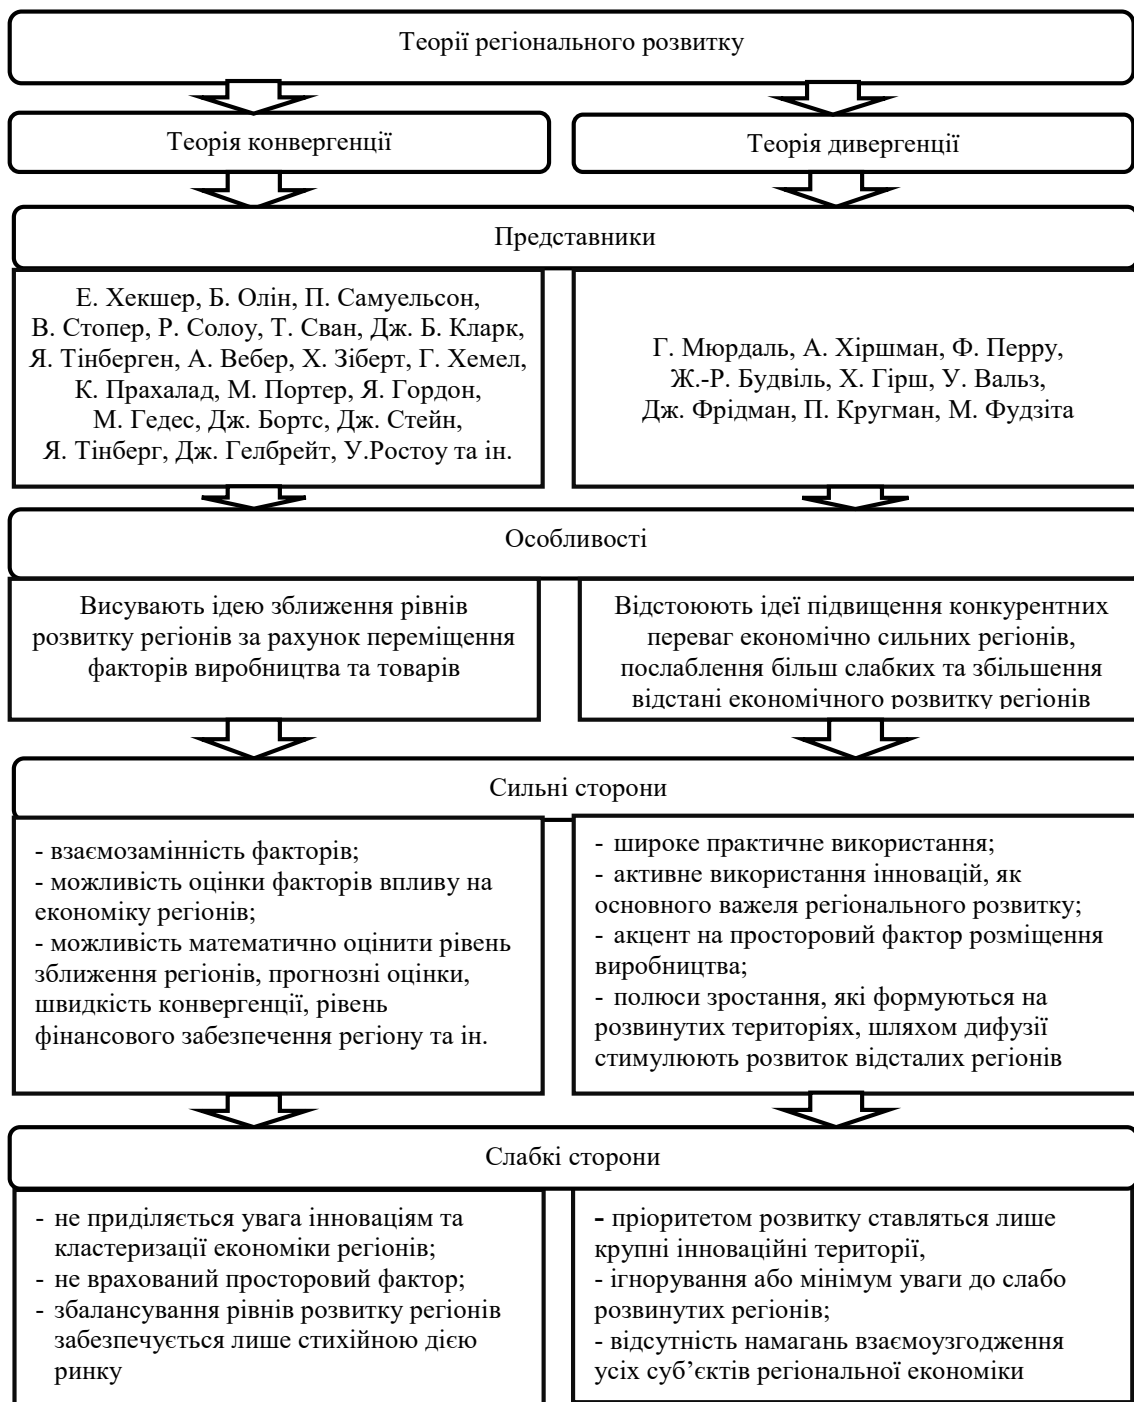 Теорії регіонального розвитку
Теорія конвергенції
Теорія дивергенції
Представники
Е. Хекшер, Б. Олін, П. Самуельсон,
В. Стопер, Р. Солоу, Т. Сван, Дж. Б. Кларк,
Я. Тінберген, А. Вебер, Х. Зіберт, Г. Хемел,
К. Прахалад, М. Портер, Я. Гордон,
М. Гедес, Дж. Бортс, Дж. Стейн,
Я. Тінберг, Дж. Гелбрейт, У.Ростоу та ін.
Г. Мюрдаль, А. Хіршман, Ф. Перру,
Ж.-Р. Будвіль, Х. Гірш, У. Вальз,
Дж. Фрідман, П. Кругман, М. Фудзіта
Особливості
Висувають ідею зближення рівнів
розвитку регіонів за рахунок переміщення
факторів виробництва та товарів
Відстоюють ідеї підвищення конкурентних
переваг економічно сильних регіонів,
послаблення більш слабких та збільшення
відстані економічного розвитку регіонів
Сильні сторони
- взаємозамінність факторів;
- можливість оцінки факторів впливу на
економіку регіонів;
- можливість математично оцінити рівень
зближення регіонів, прогнозні оцінки,
швидкість конвергенції, рівень
фінансового забезпечення регіону та ін.
- широке практичне використання;
- активне використання інновацій, як
основного важеля регіонального розвитку;
- акцент на просторовий фактор розміщення
виробництва;
- полюси зростання, які формуються на
розвинутих територіях, шляхом дифузії
стимулюють розвиток відсталих регіонів
Слабкі сторони
- не приділяється увага інноваціям та
кластеризації економіки регіонів;
- не врахований просторовий фактор;
- збалансування рівнів розвитку регіонів
забезпечується лише стихійною дією
ринку
- пріоритетом розвитку ставляться лише
крупні інноваційні території,
- ігнорування або мінімум уваги до слабо
розвинутих регіонів;
- відсутність намагань взаємоузгодження
усіх суб’єктів регіональної економіки